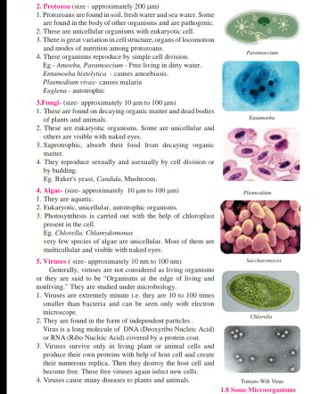 2. Protozoa (size - approximately 200 µm)
1. Protozoans are found in soil, fresh water and sea water. Some
are found in the body of other organisms and are pathogenic.
2. These are unicellular organisms with eukaryotic cell.
3. There is great variation in cell structure, organs of locomotion
and modes of nutrition among protozoans.
4. These organisms reproduce by simple cell division.
Eg.- Amoeba, Paramoecium - Free living in dirty water.
Entamoeba histolytica - causes amoebiasis.
Plasmodium vivax- causes malaria
Euglena - autotrophic
3.Fungi- (size- approximately 10 µm to 100 µm)
1. These are found on decaying organic matter and dead bodies
of plants and animals.
2. These are eukaryotic organisms. Some are unicellular and
others are visible with naked eyes.
3. Saprotrophic, absorb their food from decaying organic
matter.
4. They reproduce sexually and asexually by cell division or
by budding.
Eg. Baker's yeast, Candida, Mushroom.
4. Algae- (size- approximately 10 µm to 100 µm)
1. They are aquatic.
2. Eukaryotic, unicellular, autotrophic organisms.
3. Photosynthesis is carried out with the help of chloroplast
present in the cell.
Eg. Chlorella, Chlamydomonas
very few species of algae are unicellular. Most of them are
multicellular and visible with naked eyes.
5. Viruses ( size- approximately 10 nm to 100 nm)
Generally, viruses are not considered as living organisms
or they are said to be "Organisms at the edge of living and
nonliving." They are studied under microbiology.
1. Viruses are extremely minute i.e. they are 10 to 100 times
smaller than bacteria and can be seen only with electron
microscope.
2. They are found in the form of independent particles .
Virus is a long molecule of DNA (Deoxyribo Nucleic Acid)
or RNA (Ribo Nucleic Acid) covered by a protein coat.
3. Viruses survive only in living plant or animal cells and
produce their own proteins with help of host cell and create
their numerous replica. Then they destroy the host cell and
become free. These free viruses again infect new cells.
4. Viruses cause many diseases to plants and animals.
Paramoecium
Entamoeba
Plasmodium
Saccharomyces
Chlorella
Tomato Wilt Virus
1.8 Some Microorganisms